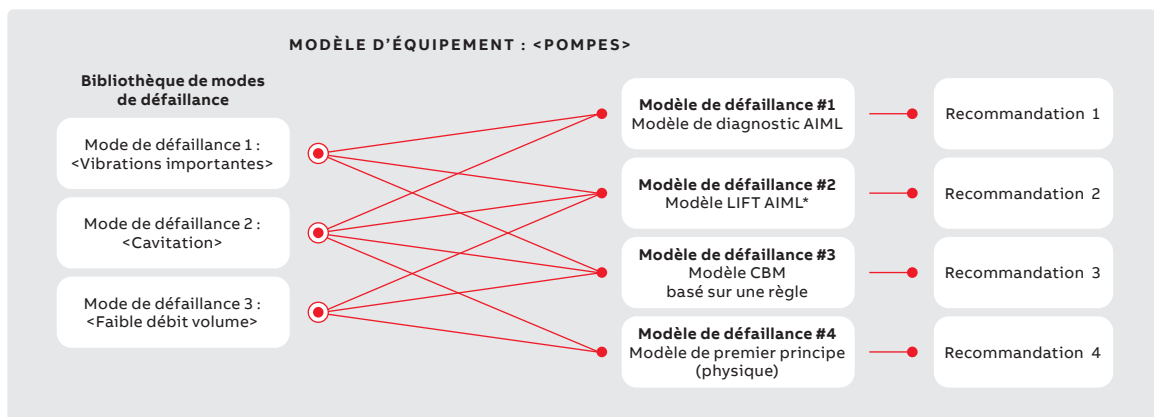 MODÈLE D'ÉQUIPEMENT : <POMPES>
Bibliothèque de modes
de défaillance
Mode de défaillance 1 :
<Vibrations importantes>
Mode de défaillance 2 :
<Cavitation>
Mode de défaillance 3 :
<Faible débit volume>
Modèle de défaillance #1
Modèle de diagnostic AIML
Modèle de défaillance #2
Modèle LIFT AIML*
Modèle de défaillance #3
Modèle CBM
basé sur une règle
Modèle de défaillance #4
Modèle de premier principe
(physique)
Recommandation 1
Recommandation 2
Recommandation 3
Recommandation 4